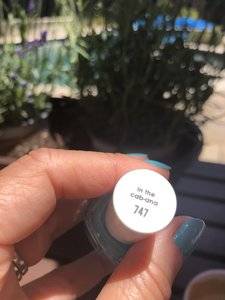 in the
cab-ana
747